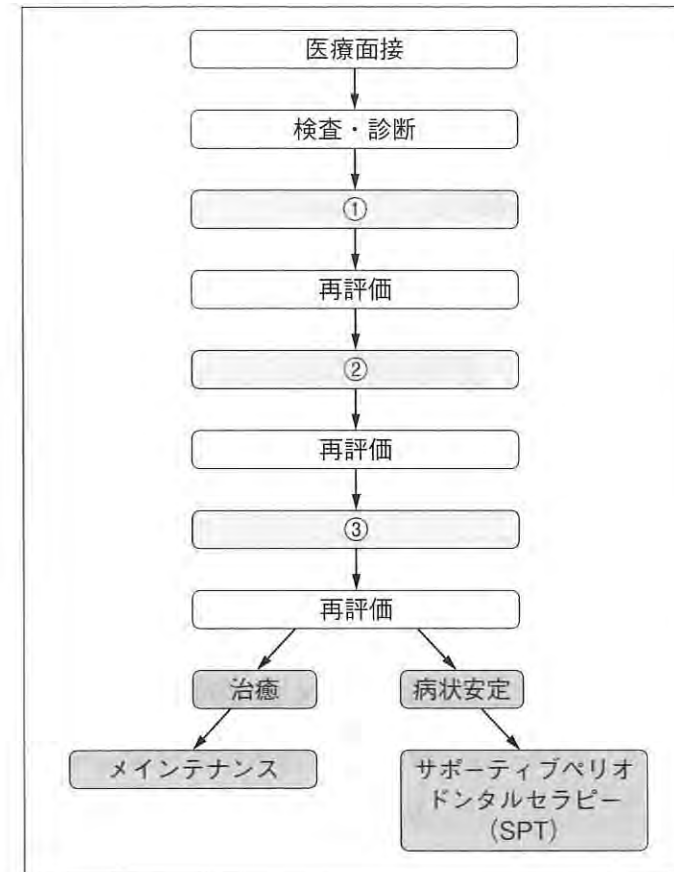 医療面接
検査・診断
①
再評価
②
再評価
③
再評価
治癒
病状安定
メインテナンス
サポーティブペリオ
ドンタルセラピー
（SPT）